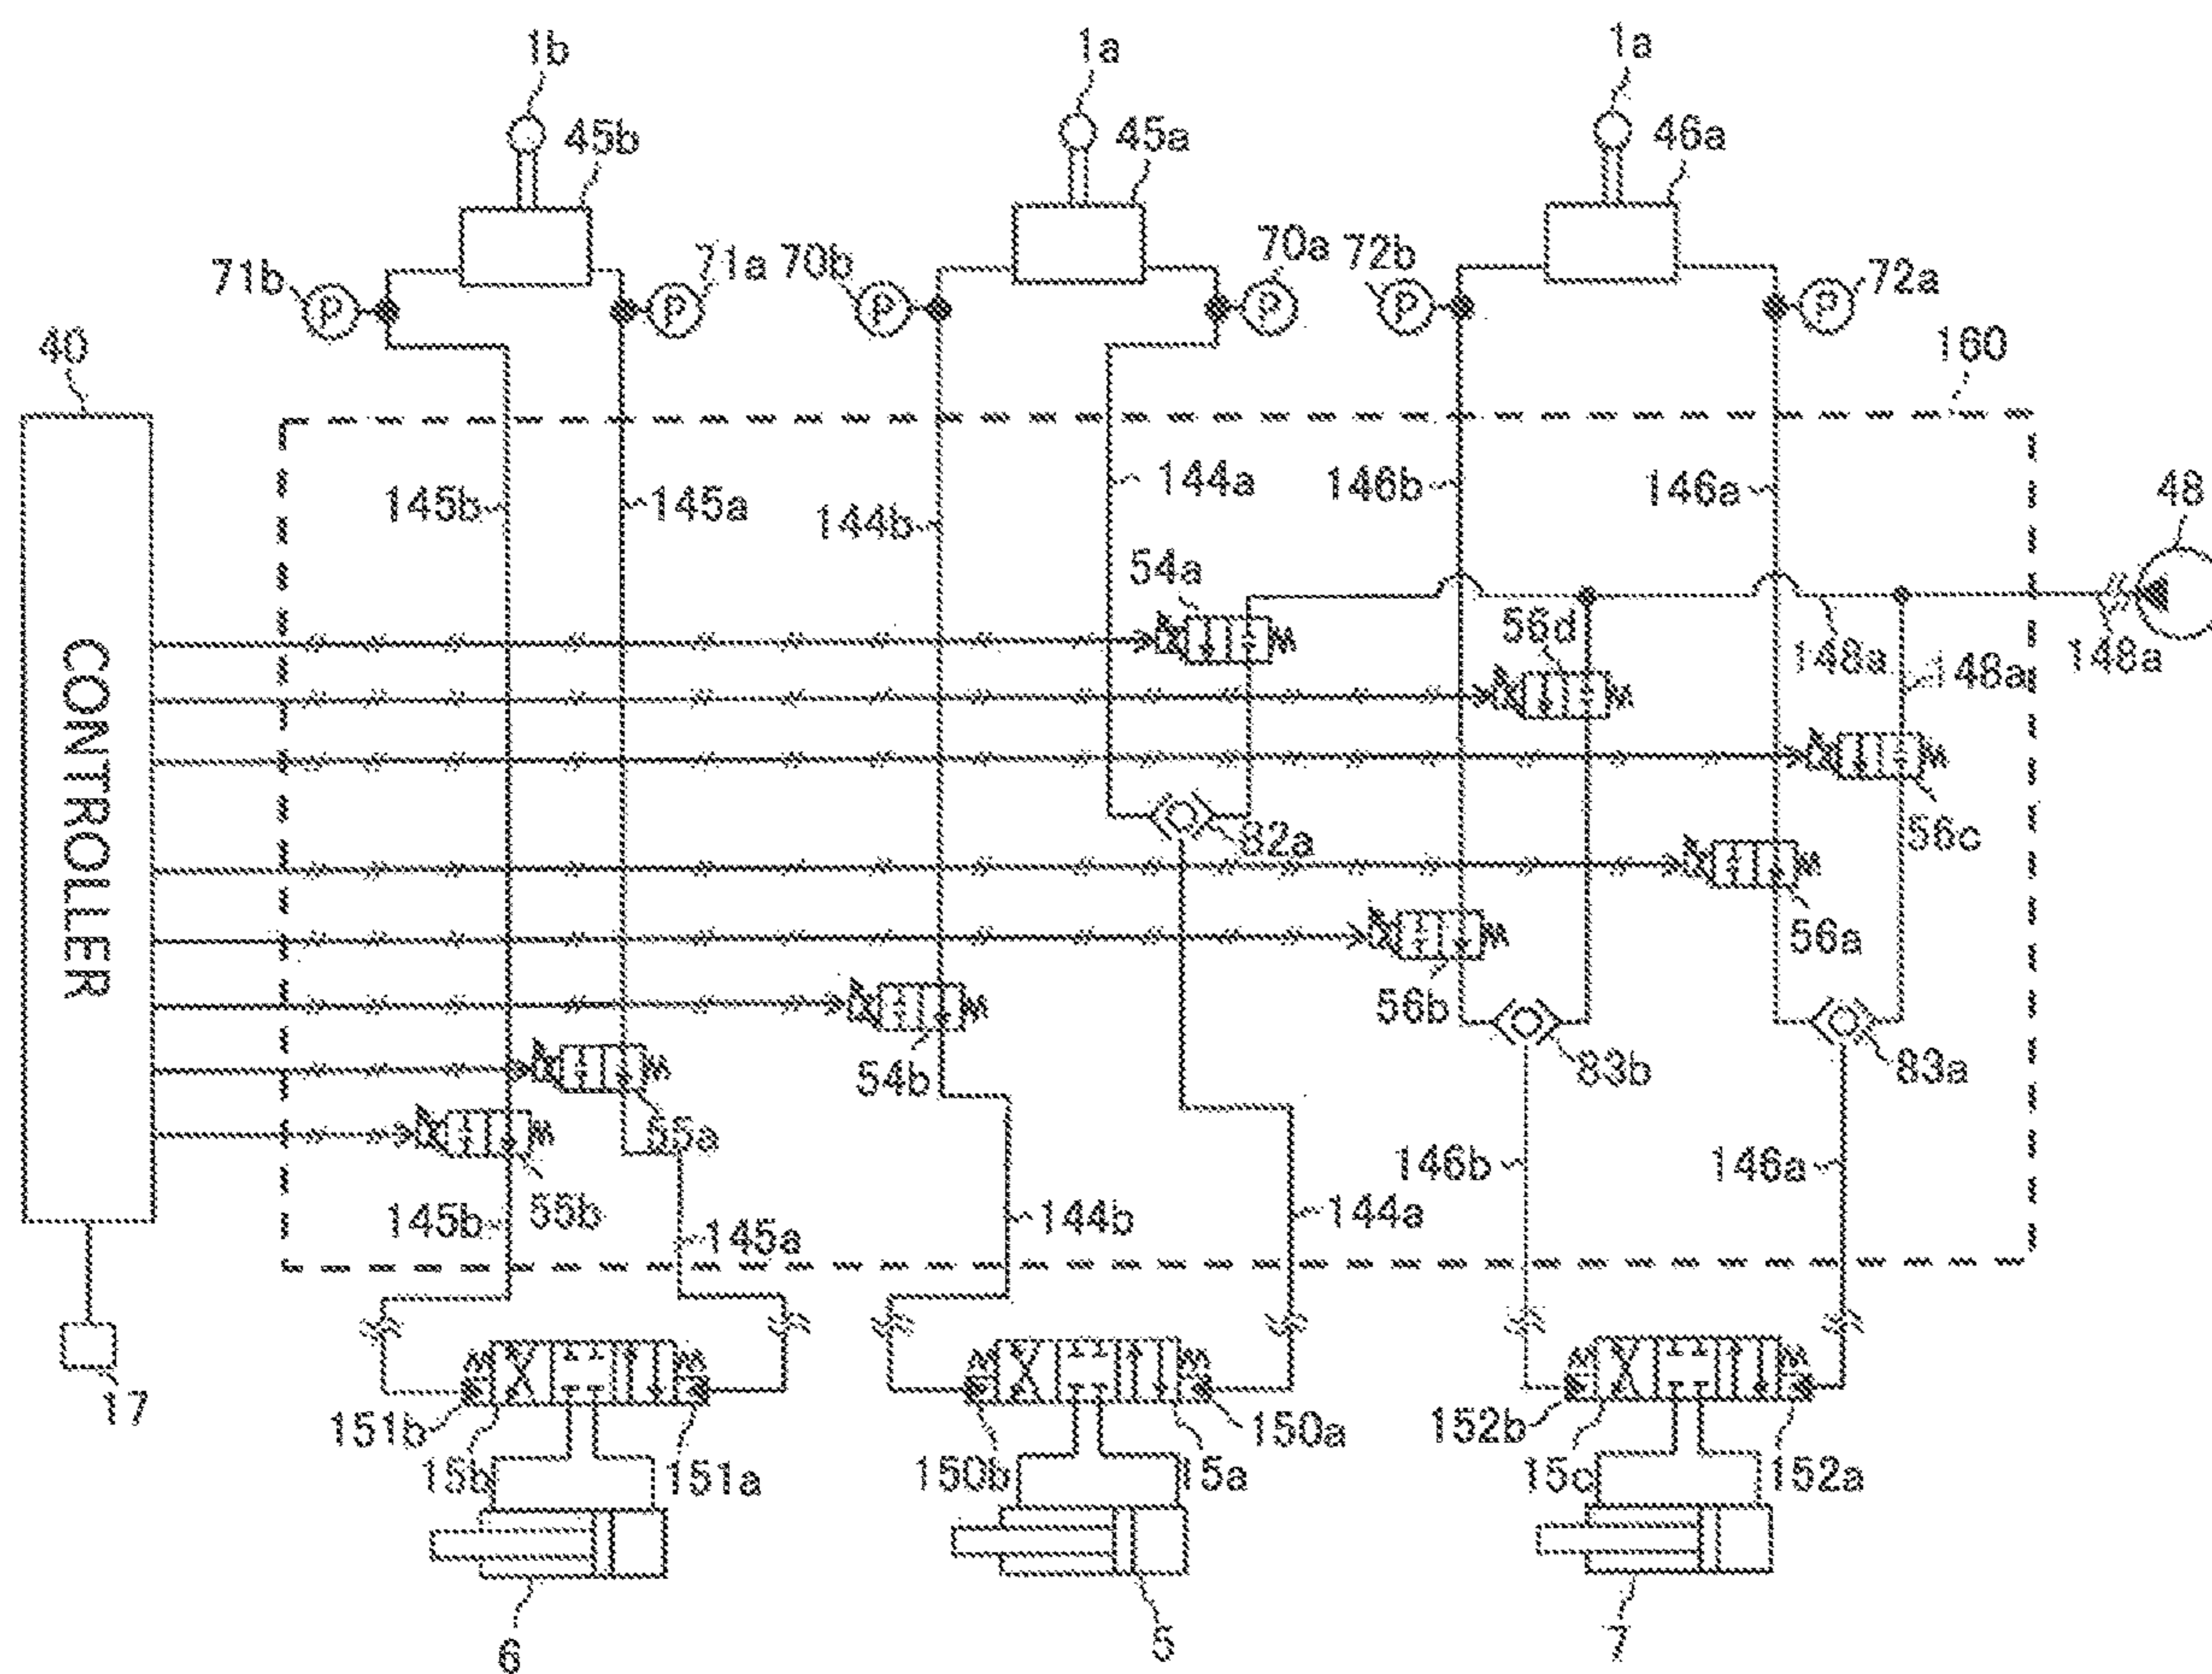 1b 1a 1a
45b 45a 46a
71b P P 71a 70b P P 70a 72b P P 72a
40 160
145b 145a 144b 144a 146b 146a 48
54a 56d 148a 148a 148a
CONTROLLER
82a 56c
56a
56b
54b 83b 83a
55a
55b
145b 145a 144b 144a 146b 146a
17
151b 15b 151a 150b 15a 150a 152b 15c 152a
6 5 7